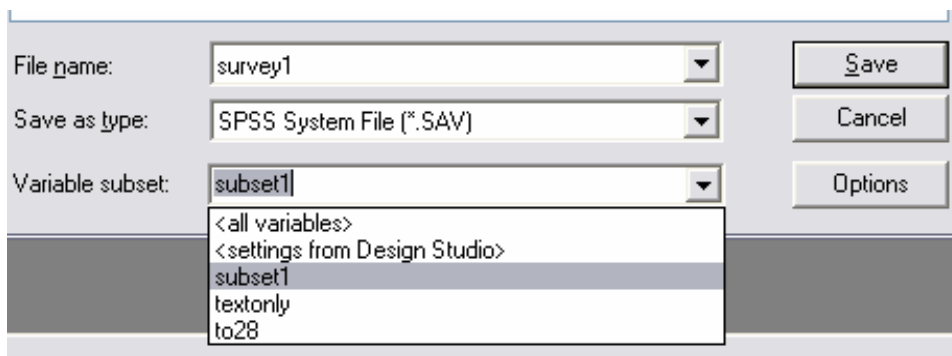 File name: survey1 Save
Save as type: SPSS System File (*.SAV) Cancel
Variable subset: subset1 Options
<all variables>
<settings from Design Studio>
subset1
textonly
to28